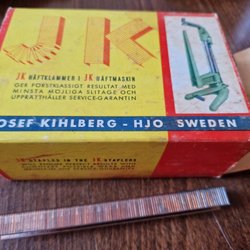 JK
JK HÄFTKLAMMER I JK HÄFTMASKIN
GER FÖRSTKLASSIGT RESULTAT MED
MINSTA MÖJLIGA SLITAGE OCH
UPPRÄTTHÅLLER SERVICE-GARANTIN
OSEF KIHLBERG - HJO SWEDEN
JK STAPLES IN THE JK STAPLERS